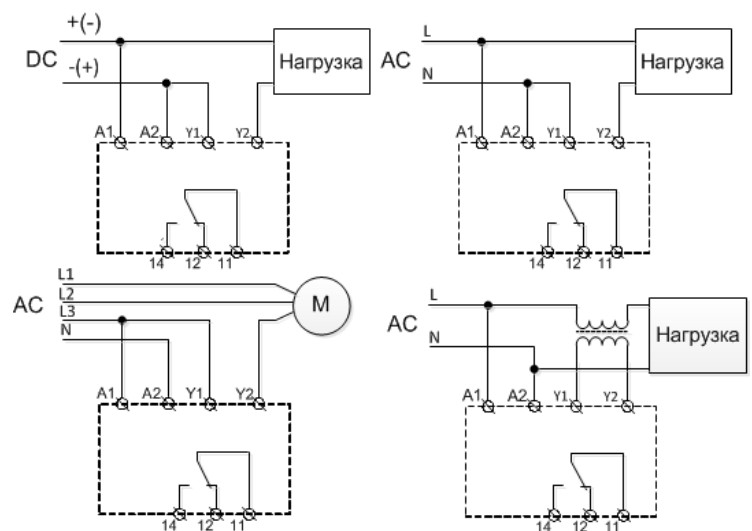 +(-)
DC
-(+)
Нагрузка
A1 A2 Y1 Y2
14 12 11
L
AC
N
Нагрузка
A1 A2 Y1 Y2
14 12 11
L1
AC
L2
L3
N
M
A1 A2 Y1 Y2
14 12 11
L
AC
N
Нагрузка
A1 A2 Y1 Y2
14 12 11